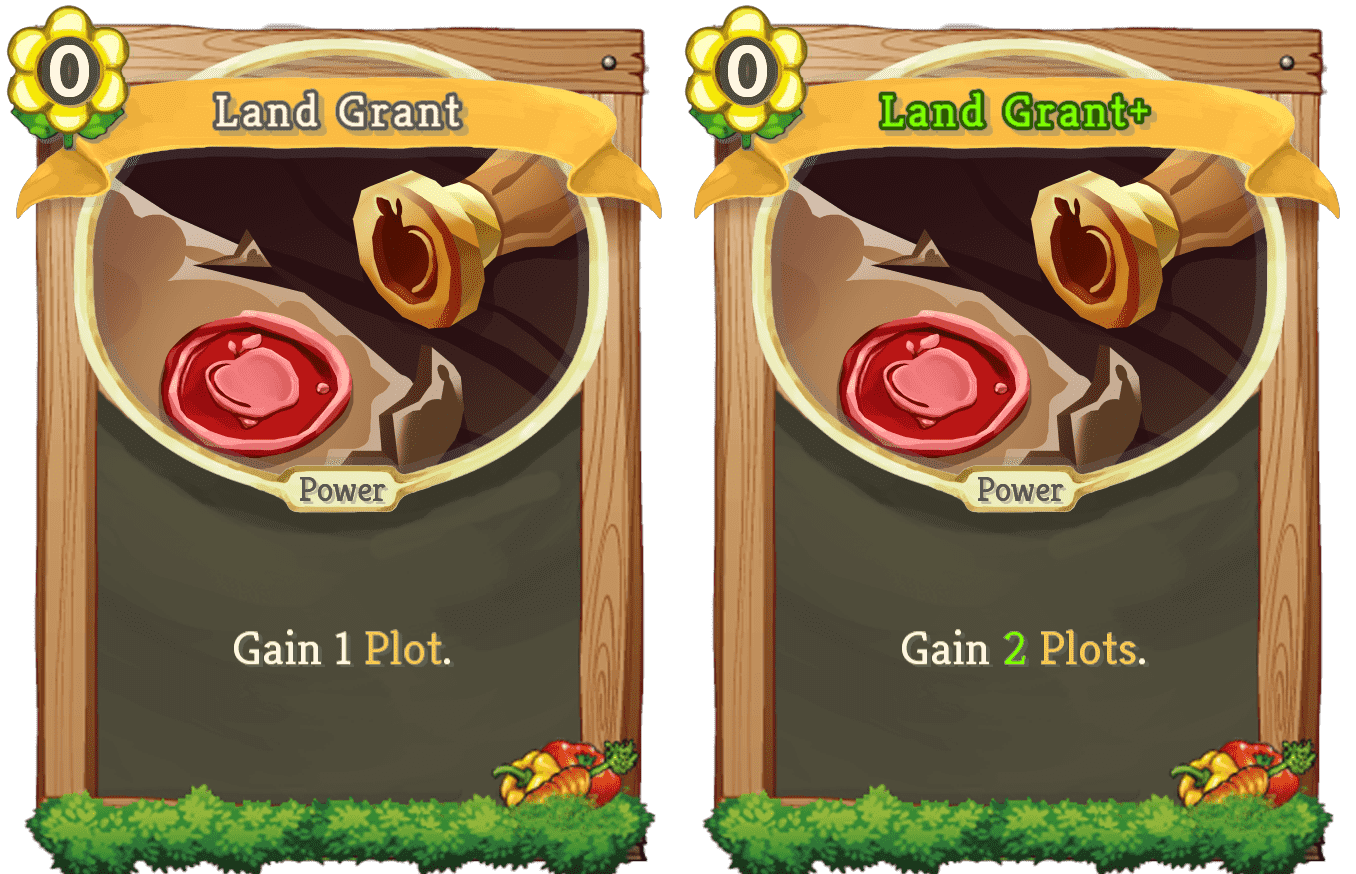 0
Land Grant
Power
Gain 1 Plot.
0
Land Grant+
Power
Gain 2 Plots.